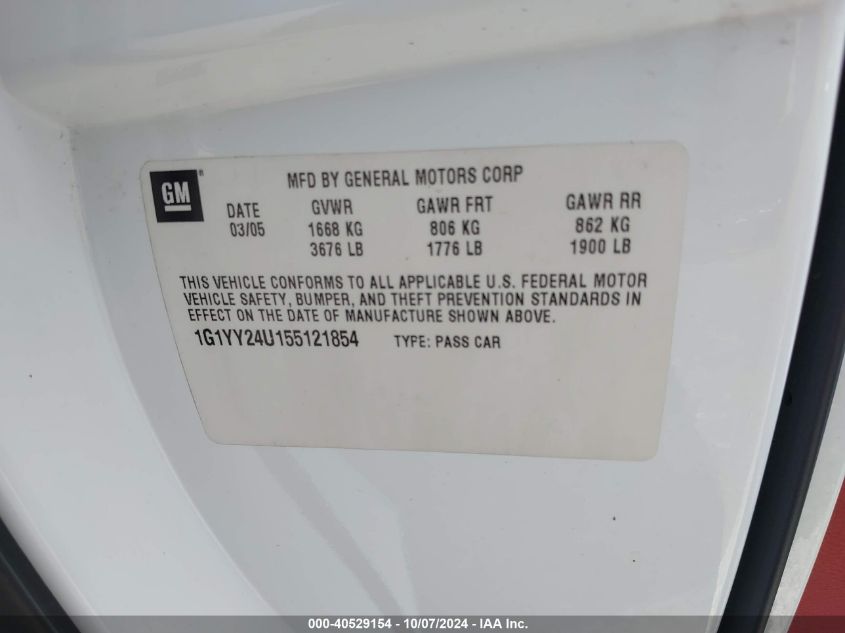 GM
MFD BY GENERAL MOTORS CORP
DATE GVWR GAWR FRT GAWR RR
03/05 1668 KG 806 KG 862 KG
3676 LB 1776 LB 1900 LB
THIS VEHICLE CONFORMS TO ALL APPLICABLE U.S. FEDERAL MOTOR
VEHICLE SAFETY, BUMPER, AND THEFT PREVENTION STANDARDS IN
EFFECT ON THE DATE OF MANUFACTURE SHOWN ABOVE.
1G1YY24U155121854 TYPE: PASS CAR
000-40529154 - 10/07/2024 - IAA Inc.